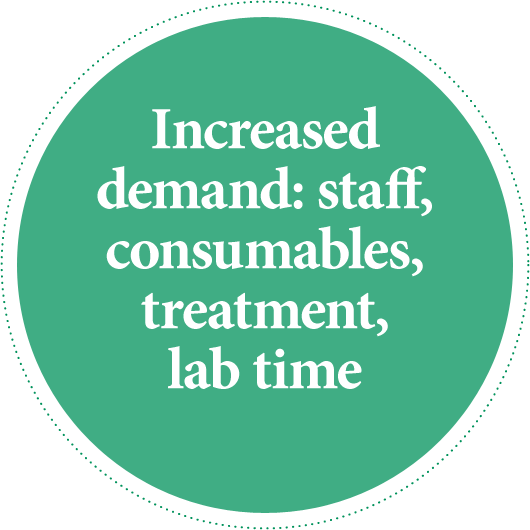 Increased
demand: staff,
consumables,
treatment,
lab time